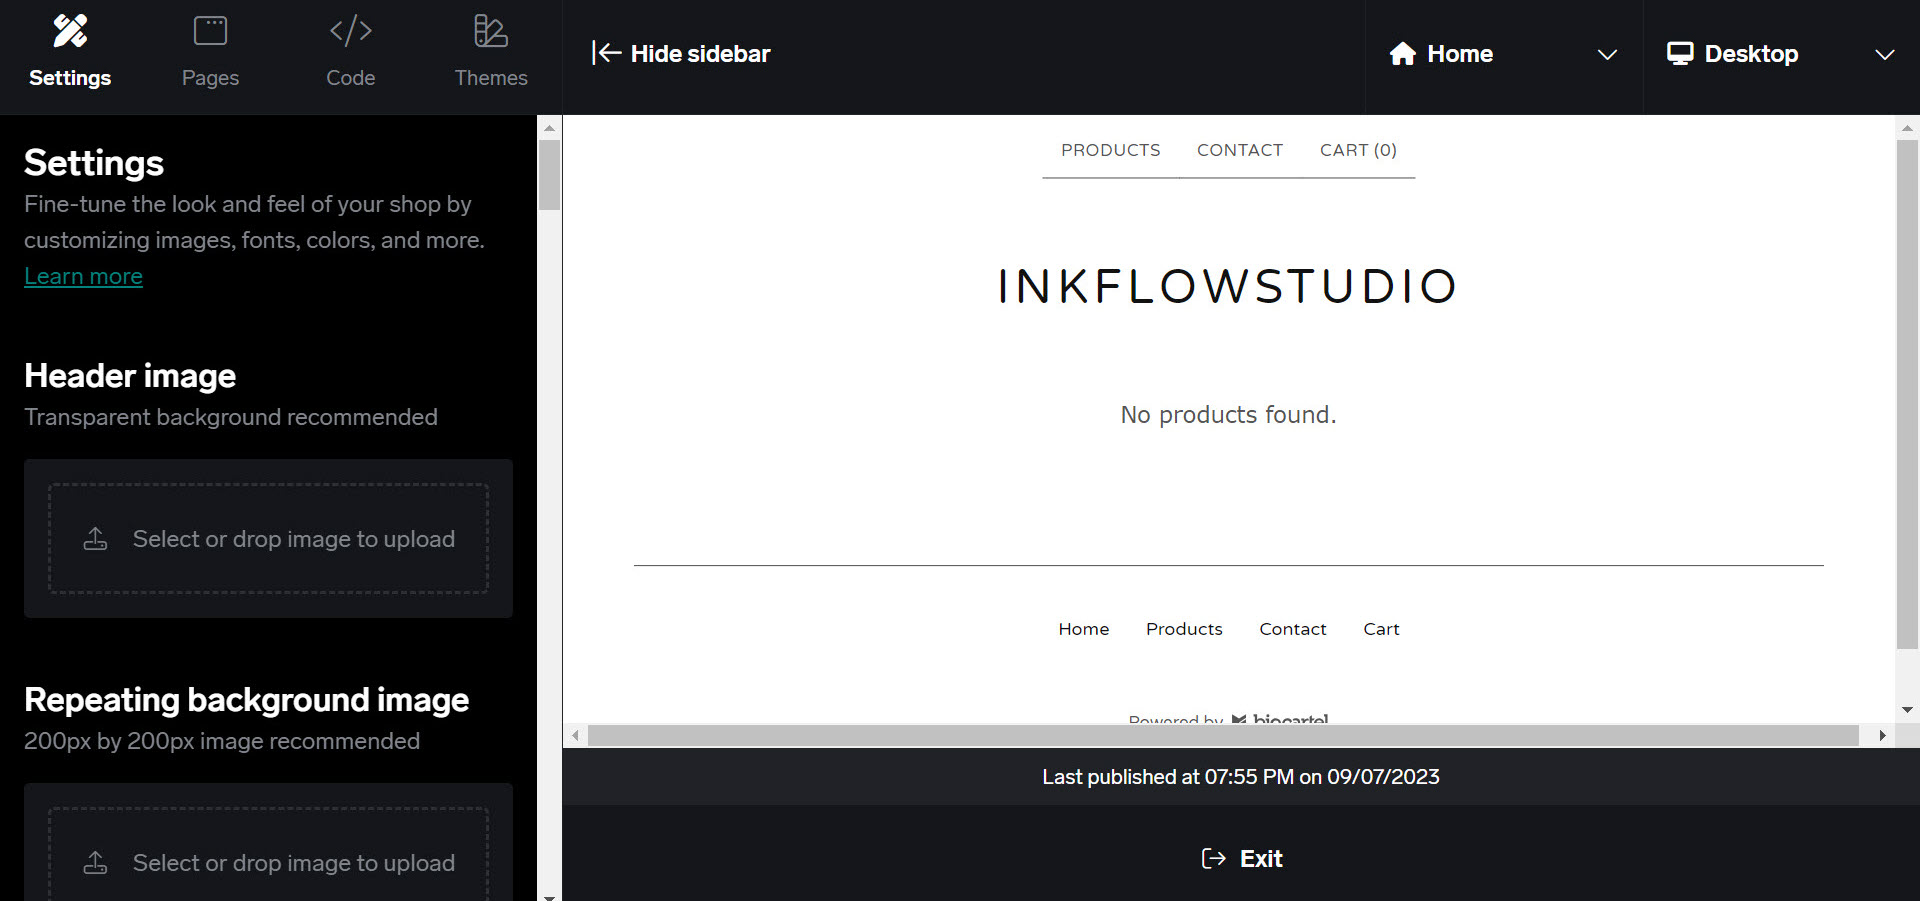 Settings
Pages
Code
Themes
Hide sidebar
Home
Desktop
Settings
Fine-tune the look and feel of your shop by
customizing images, fonts, colors, and more.
Learn more
Header image
Transparent background recommended
Select or drop image to upload
Repeating background image
200px by 200px image recommended
Select or drop image to upload
PRODUCTS CONTACT CART (0)
INKFLOWSTUDIO
No products found.
Home Products Contact Cart
Powered by bigcartel
Last published at 07:55 PM on 09/07/2023
Exit